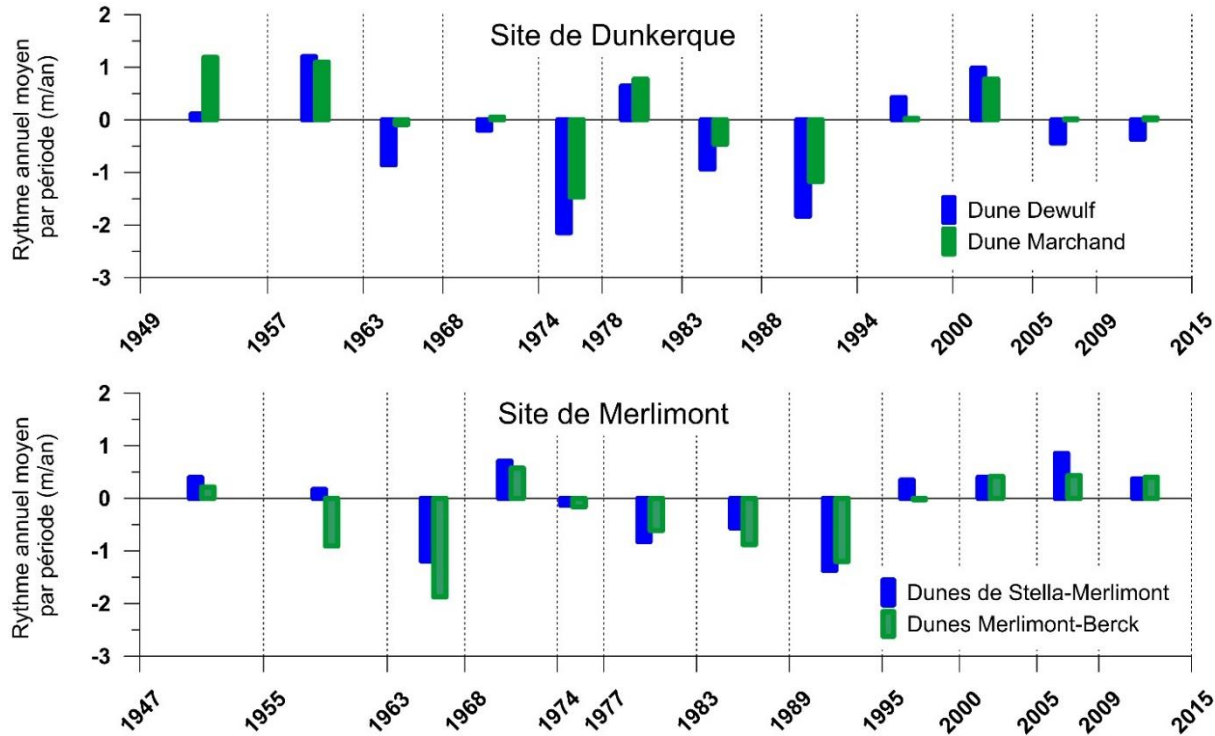 Site de Dunkerque
Rythme annuel moyen
par période (m/an)
2
1
0
-1
-2
-3
Dune Dewulf
Dune Marchand
1949 1957 1963 1968 1974 1978 1983 1988 1994 2000 2005 2009 2015
Site de Merlimont
Rythme annuel moyen
par période (m/an)
2
1
0
-1
-2
-3
Dunes de Stella-Merlimont
Dunes Merlimont-Berck
1947 1955 1963 1968 1974 1977 1983 1989 1995 2000 2005 2009 2015